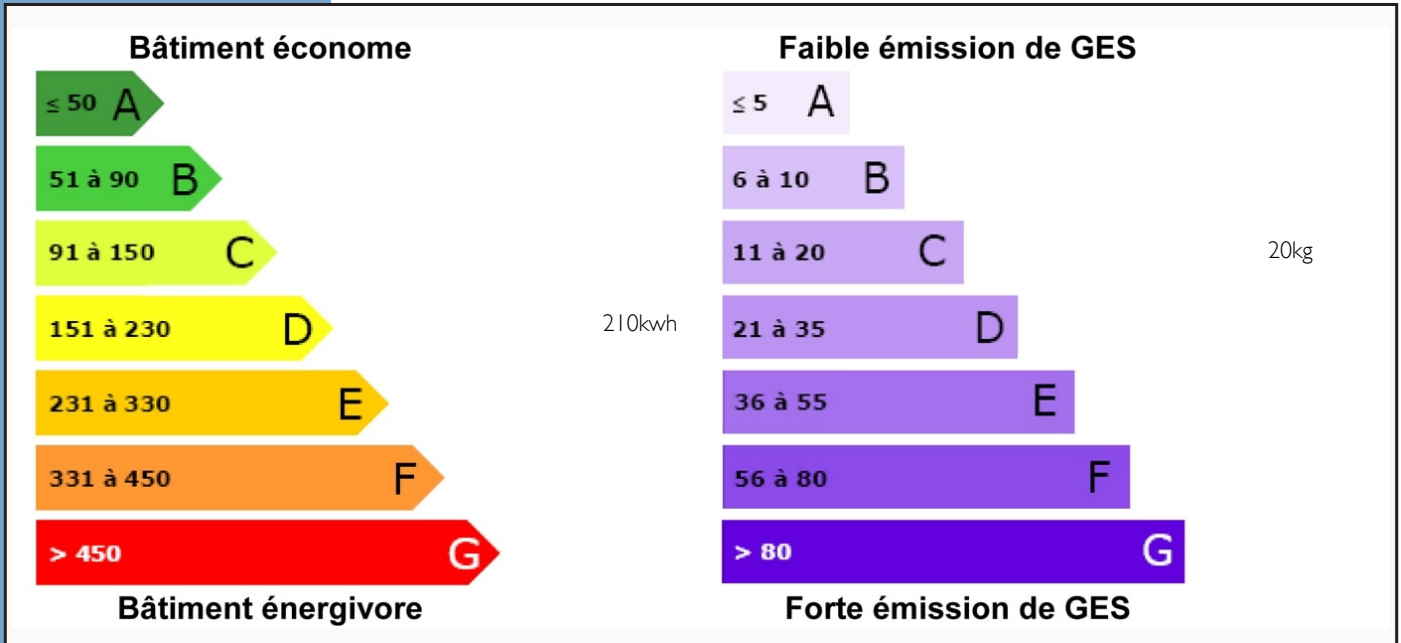 Bâtiment économe
≤ 50 A
51 à 90 B
91 à 150 C
151 à 230 D
210kwh
231 à 330 E
331 à 450 F
> 450 G
Bâtiment énergivore
Faible émission de GES
≤ 5 A
6 à 10 B
11 à 20 C
20kg
21 à 35 D
36 à 55 E
56 à 80 F
> 80 G
Forte émission de GES